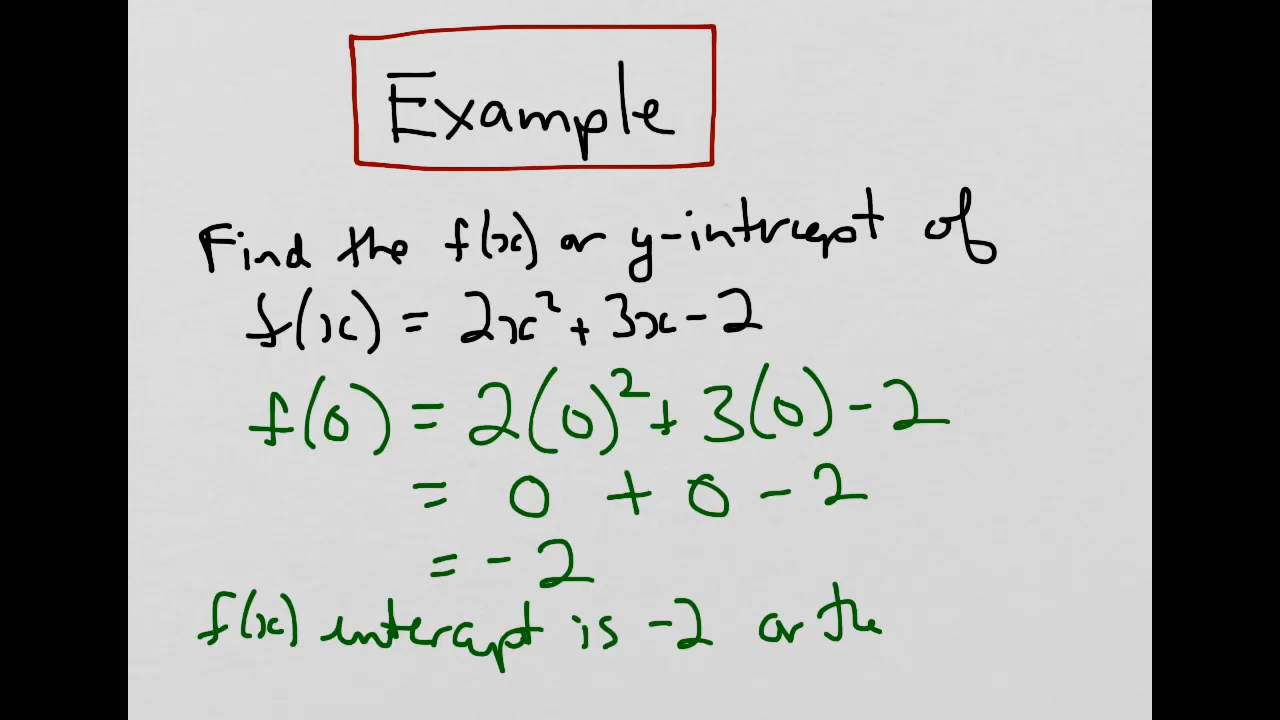 Example
Find the f(x) or y-intercept of
f(x) = 2x² + 3x - 2
f(0) = 2(0)² + 3(0) - 2
= 0 + 0 - 2
= -2
f(x) intercept is -2 or the